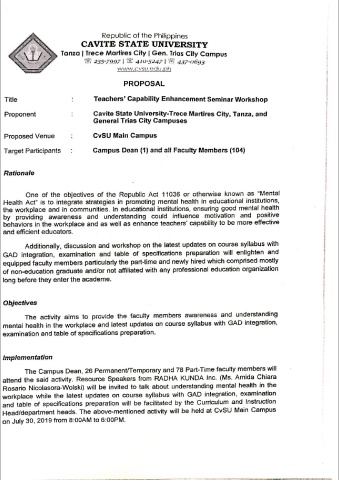 Republic of the Philippines
CAVITE STATE UNIVERSITY
Tanza | Trece Martires City | Gen. Trias City Campus
☏ 235-7997 | ☏ 410-5247 | ☏ 437-0693
www.cvsu.edu.ph
PROPOSAL
Title : Teachers' Capability Enhancement Seminar Workshop
Proponent : Cavite State University-Trece Martires City, Tanza, and
General Trias City Campuses
Proposed Venue : CvSU Main Campus
Target Participants : Campus Dean (1) and all Faculty Members (104)
Rationale
One of the objectives of the Republic Act 11036 or otherwise known as "Mental
Health Act" is to integrate strategies in promoting mental health in educational institutions,
the workplace and in communities. In educational institutions, ensuring good mental health
by providing awareness and understanding could influence motivation and positive
behaviors in the workplace and as well as enhance teachers' capability to be more effective
and efficient educators.
Additionally, discussion and workshop on the latest updates on course syllabus with
GAD integration, examination and table of specifications preparation will enlighten and
equipped faculty members particularly the part-time and newly hired which comprised mostly
of non-education graduate and/or not affiliated with any professional education organization
long before they enter the academe.
Objectives
The activity aims to provide the faculty members awareness and understanding
mental health in the workplace and latest updates on course syllabus with GAD integration,
examination and table of specifications preparation.
Implementation
The Campus Dean, 26 Permanent/Temporary and 78 Part-Time faculty members will
attend the said activity. Resource Speakers from RADHA KUNDA Inc. (Ms. Amida Chiara
Rosario Nicolasora-Wolski) will be invited to talk about understanding mental health in the
workplace while the latest updates on course syllabus with GAD integration, examination
and table of specifications preparation will be facilitated by the Curriculum and Instruction
Head/department heads. The above-mentioned activity will be held at CvSU Main Campus
on July 30, 2019 from 8:00AM to 5:00PM.